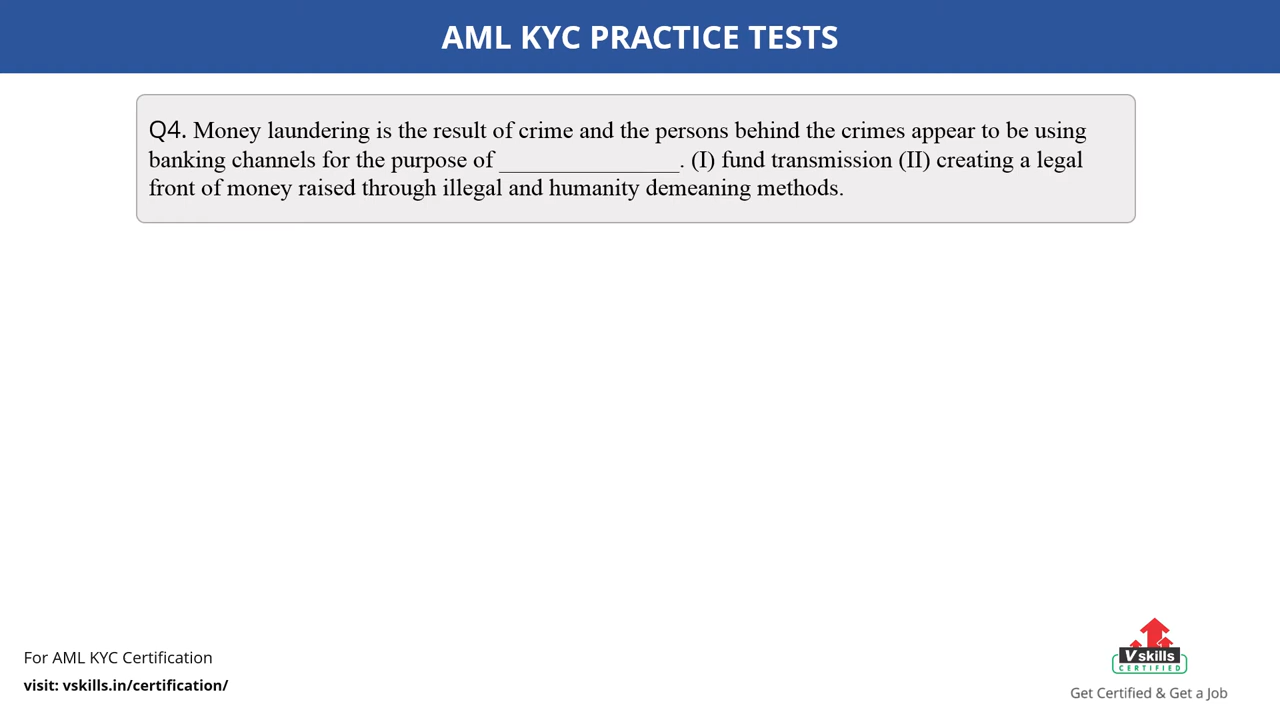 AML KYC PRACTICE TESTS
Q4. Money laundering is the result of crime and the persons behind the crimes appear to be using
banking channels for the purpose of _______________. (I) fund transmission (II) creating a legal
front of money raised through illegal and humanity demeaning methods.
For AML KYC Certification
visit: vskills.in/certification/
Vskills
CERTIFIED
Get Certified & Get a Job